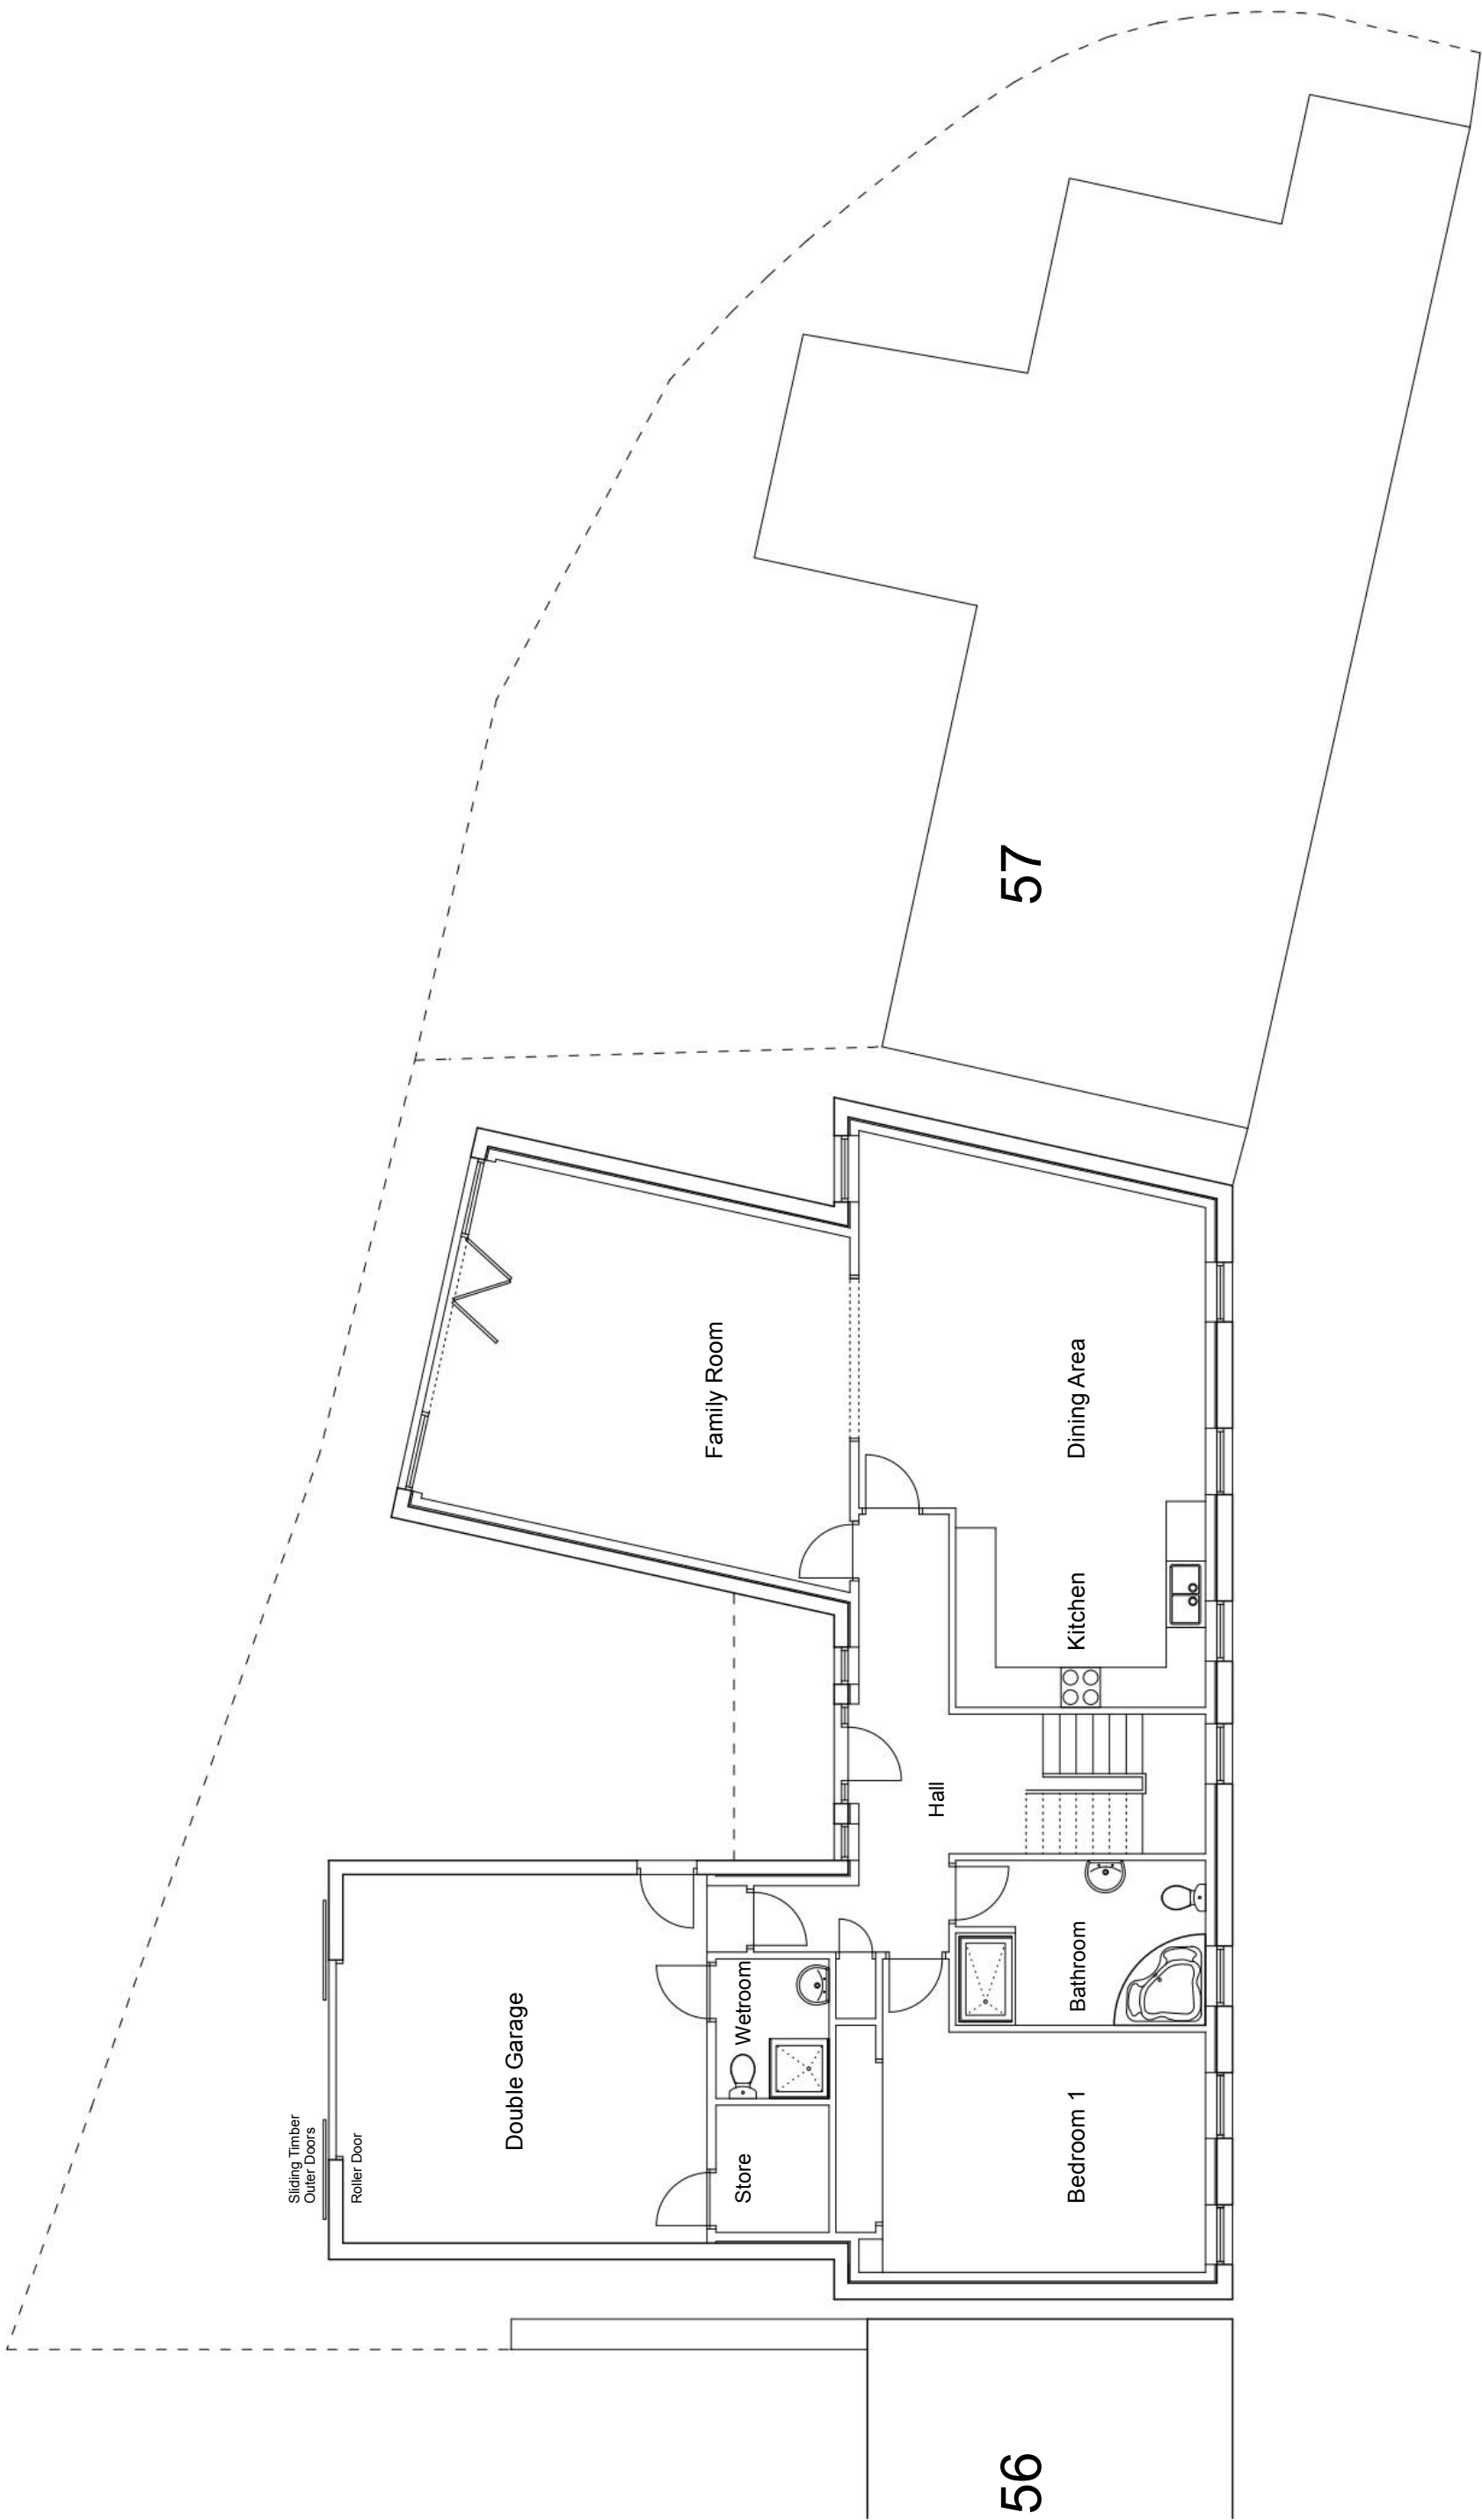 Sliding Timber
Outer Doors
Roller Door
Double Garage
Family Room
Store
Wetroom
Hall
56
57
Bedroom 1
Bathroom
Kitchen
Dining Area